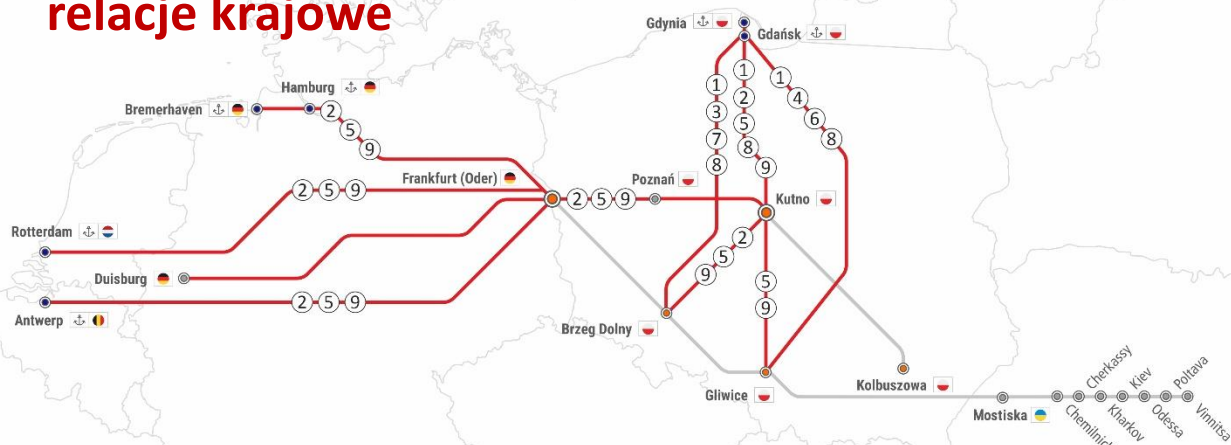 relacje krajowe
Gdynia
Gdańsk
Hamburg
Bremerhaven
2
5
9
1
3
7
8
1
2
5
8
9
1
4
6
8
Frankfurt (Oder)
2 5 9
2 5 9
Poznań
Kutno
Rotterdam
Duisburg
2
5
9
5
9
2 5 9
Antwerp
Brzeg Dolny
Gliwice
Kolbuszowa
Mostiska
Cherkassy
Kiev
Poltava
Kharkov
Odessa
Vinnitsa